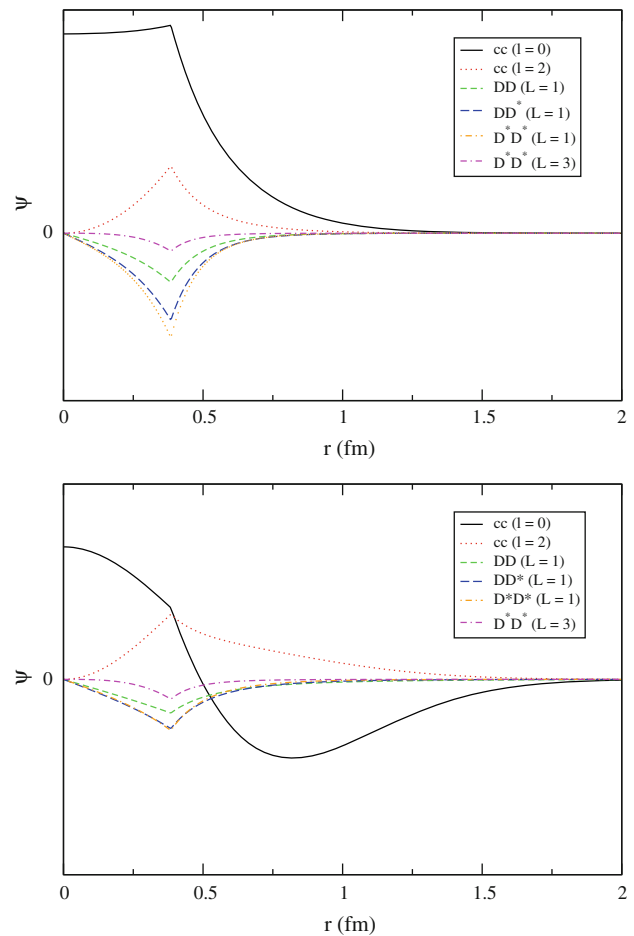 cc (l = 0)
cc (l = 2)
DD (L = 1)
DD* (L = 1)
D*D* (L = 1)
D*D* (L = 3)
ψ
0
0 0.5 1 1.5 2
r (fm)
cc (l = 0)
cc (l = 2)
DD (L = 1)
DD* (L = 1)
D*D* (L = 1)
D*D* (L = 3)
ψ
0
0 0.5 1 1.5 2
r (fm)